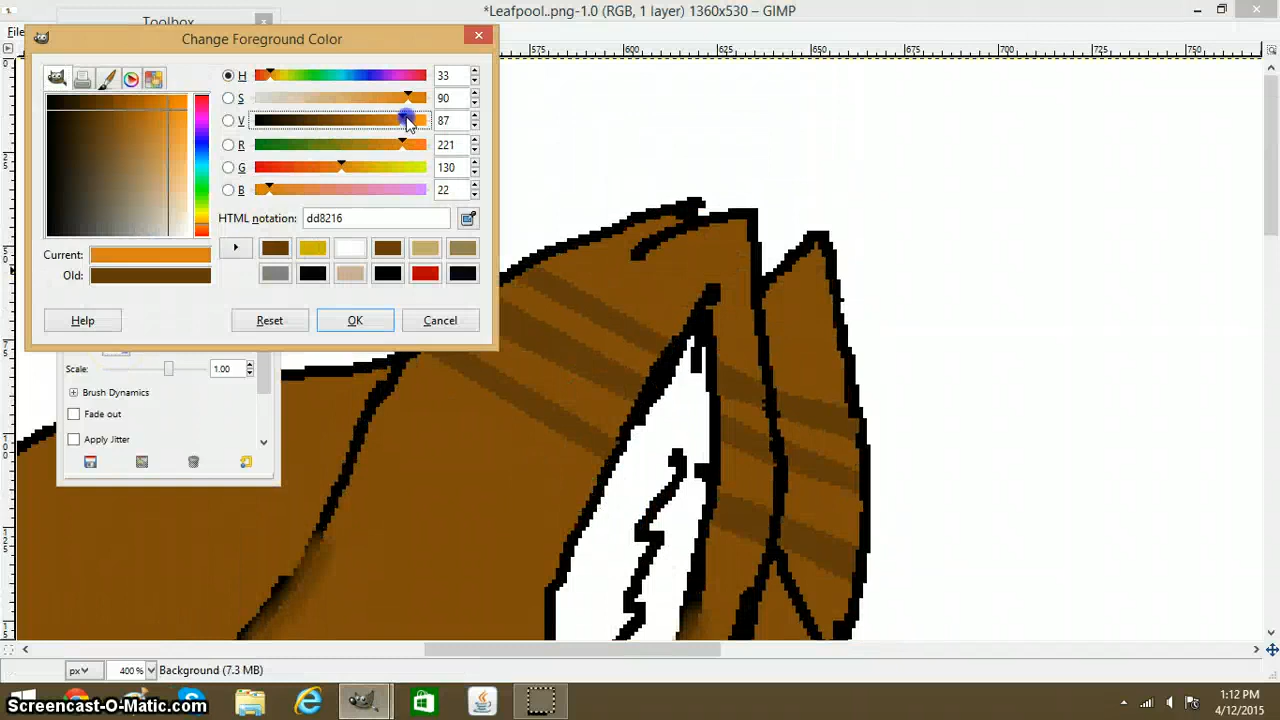 *Leafpool..png-1.0 (RGB, 1 layer) 1360x530 – GIMP
Toolbox
File
Change Foreground Color
575 600 625 650 675 700 725 750
H 33
S 90
V 87
R 221
G 130
B 22
HTML notation: dd8216
Current:
Old:
Help Reset OK Cancel
Scale: 1.00
Brush Dynamics
Fade out
Apply Jitter
px 400 % Background (7.3 MB)
Screencast-O-Matic.com
1:12 PM
4/12/2015